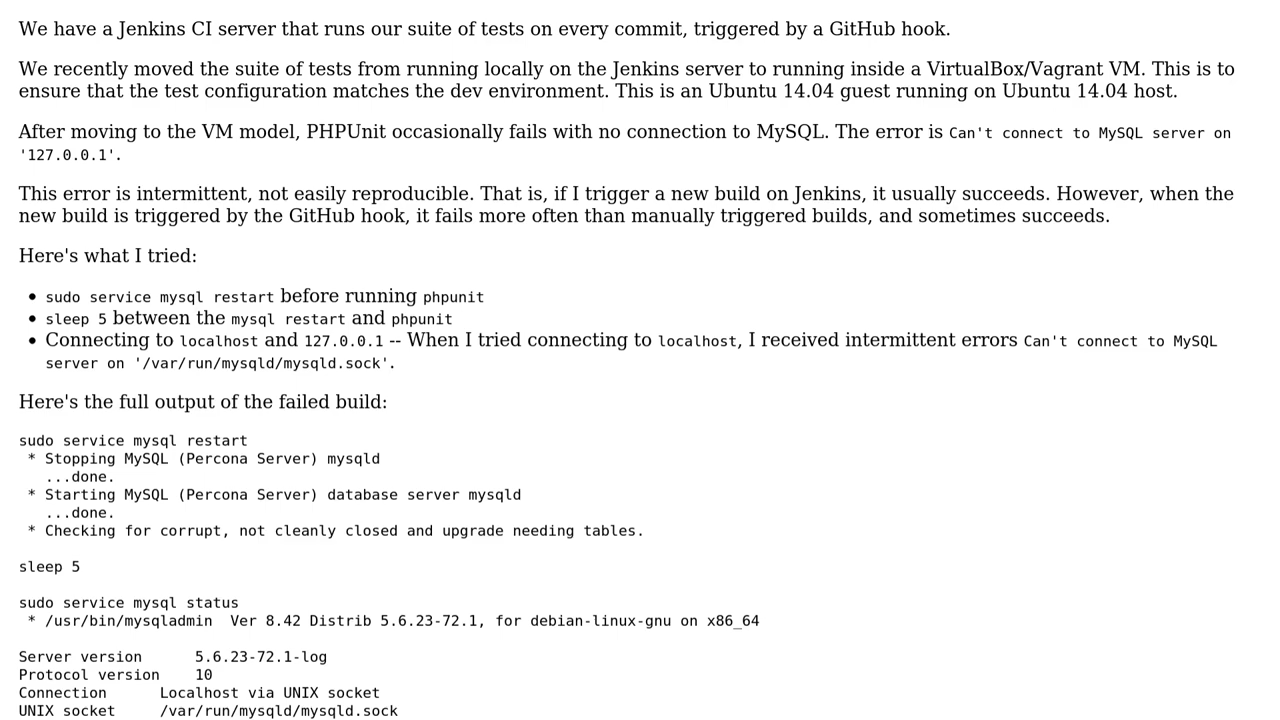 We have a Jenkins CI server that runs our suite of tests on every commit, triggered by a GitHub hook.
We recently moved the suite of tests from running locally on the Jenkins server to running inside a VirtualBox/Vagrant VM. This is to
ensure that the test configuration matches the dev environment. This is an Ubuntu 14.04 guest running on Ubuntu 14.04 host.
After moving to the VM model, PHPUnit occasionally fails with no connection to MySQL. The error is Can't connect to MySQL server on
'127.0.0.1'.
This error is intermittent, not easily reproducible. That is, if I trigger a new build on Jenkins, it usually succeeds. However, when the
new build is triggered by the GitHub hook, it fails more often than manually triggered builds, and sometimes succeeds.
Here's what I tried:
• sudo service mysql restart before running phpunit
• sleep 5 between the mysql restart and phpunit
• Connecting to localhost and 127.0.0.1 -- When I tried connecting to localhost, I received intermittent errors Can't connect to MySQL
server on '/var/run/mysqld/mysqld.sock'.
Here's the full output of the failed build:
sudo service mysql restart
 * Stopping MySQL (Percona Server) mysqld
   ...done.
 * Starting MySQL (Percona Server) database server mysqld
   ...done.
 * Checking for corrupt, not cleanly closed and upgrade needing tables.
sleep 5
sudo service mysql status
 * /usr/bin/mysqladmin  Ver 8.42 Distrib 5.6.23-72.1, for debian-linux-gnu on x86_64
Server version      5.6.23-72.1-log
Protocol version    10
Connection      Localhost via UNIX socket
UNIX socket     /var/run/mysqld/mysqld.sock